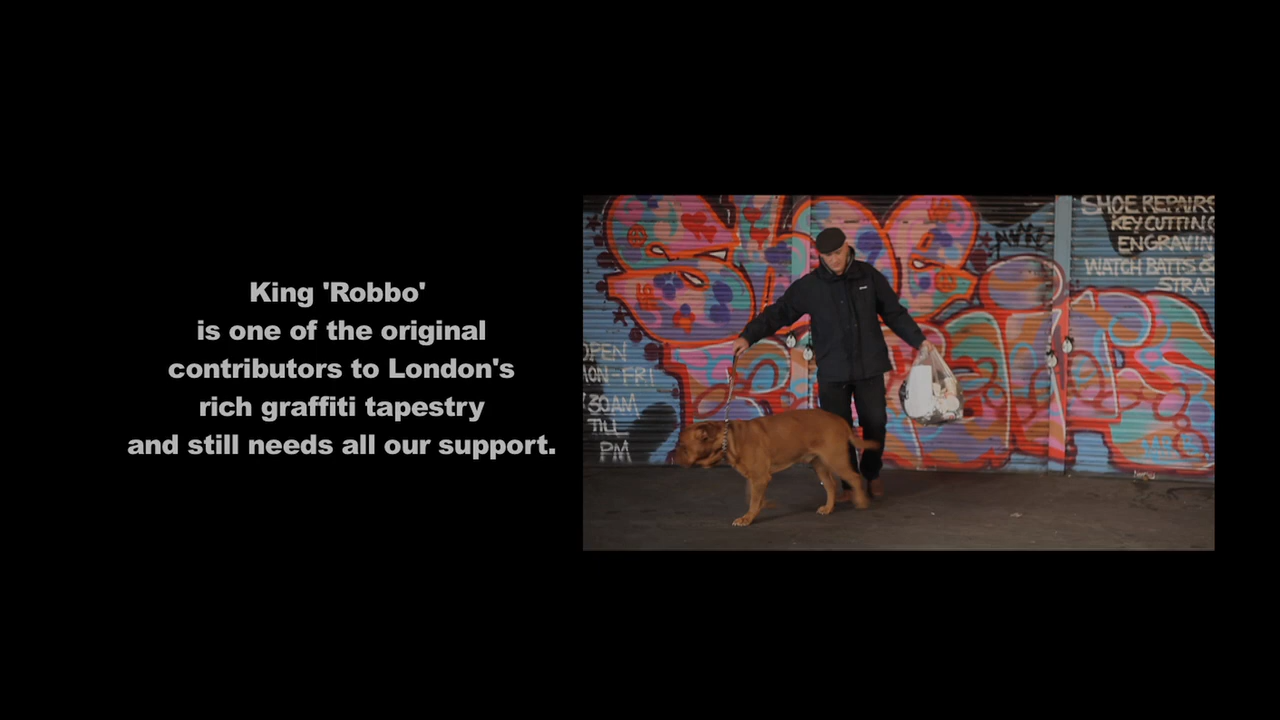 King 'Robbo'
is one of the original
contributors to London's
rich graffiti tapestry
and still needs all our support.
SHOE REPAIRS
KEY CUTTING
ENGRAVIN
WATCH BATTS &
STRAP
OPEN
MON-FRI
30AM
TILL
PM